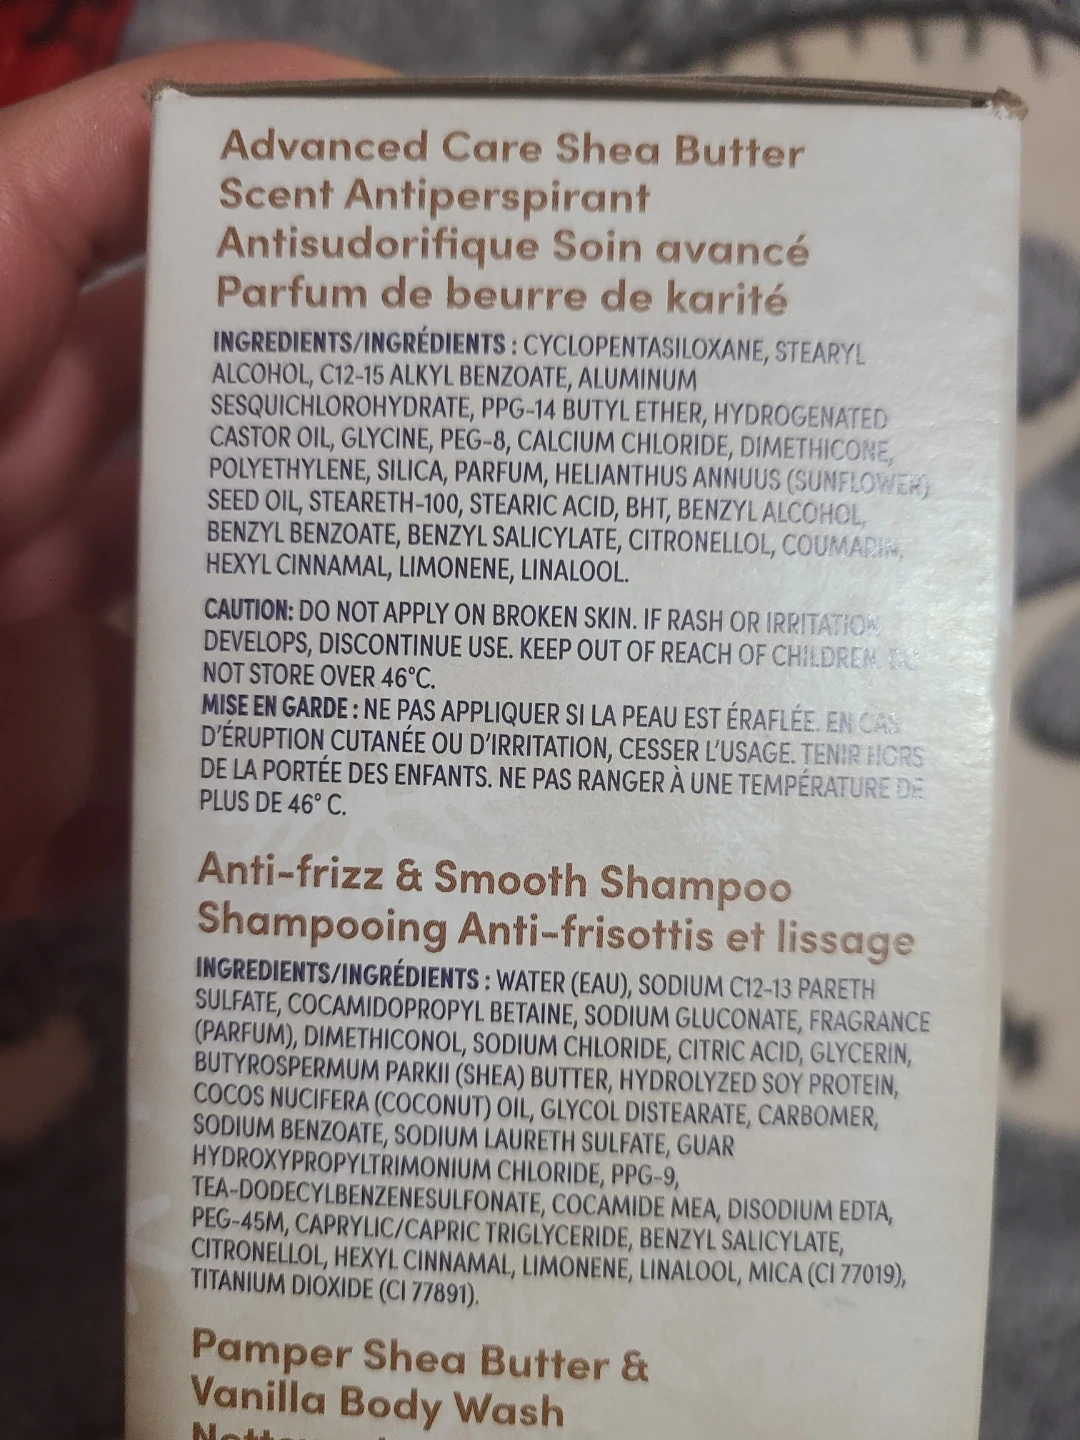 Advanced Care Shea Butter
Scent Antiperspirant
Antisudorifique Soin avancé
Parfum de beurre de karité
INGREDIENTS/INGRÉDIENTS : CYCLOPENTASILOXANE, STEARYL
ALCOHOL, C12-15 ALKYL BENZOATE, ALUMINUM
SESQUICHLOROHYDRATE, PPG-14 BUTYL ETHER, HYDROGENATED
CASTOR OIL, GLYCINE, PEG-8, CALCIUM CHLORIDE, DIMETHICONE,
POLYETHYLENE, SILICA, PARFUM, HELIANTHUS ANNUUS (SUNFLOWER)
SEED OIL, STEARETH-100, STEARIC ACID, BHT, BENZYL ALCOHOL,
BENZYL BENZOATE, BENZYL SALICYLATE, CITRONELLOL, COUMARIN,
HEXYL CINNAMAL, LIMONENE, LINALOOL.
CAUTION: DO NOT APPLY ON BROKEN SKIN. IF RASH OR IRRITATION
DEVELOPS, DISCONTINUE USE. KEEP OUT OF REACH OF CHILDREN. DO
NOT STORE OVER 46°C.
MISE EN GARDE : NE PAS APPLIQUER SI LA PEAU EST ÉRAFLÉE. EN CAS
D'ÉRUPTION CUTANÉE OU D'IRRITATION, CESSER L'USAGE. TENIR HORS
DE LA PORTÉE DES ENFANTS. NE PAS RANGER À UNE TEMPÉRATURE DE
PLUS DE 46° C.
Anti-frizz & Smooth Shampoo
Shampooing Anti-frisottis et lissage
INGREDIENTS/INGRÉDIENTS : WATER (EAU), SODIUM C12-13 PARETH
SULFATE, COCAMIDOPROPYL BETAINE, SODIUM GLUCONATE, FRAGRANCE
(PARFUM), DIMETHICONOL, SODIUM CHLORIDE, CITRIC ACID, GLYCERIN,
BUTYROSPERMUM PARKII (SHEA) BUTTER, HYDROLYZED SOY PROTEIN,
COCOS NUCIFERA (COCONUT) OIL, GLYCOL DISTEARATE, CARBOMER,
SODIUM BENZOATE, SODIUM LAURETH SULFATE, GUAR
HYDROXYPROPYLTRIMONIUM CHLORIDE, PPG-9,
TEA-DODECYLBENZENESULFONATE, COCAMIDE MEA, DISODIUM EDTA,
PEG-45M, CAPRYLIC/CAPRIC TRIGLYCERIDE, BENZYL SALICYLATE,
CITRONELLOL, HEXYL CINNAMAL, LIMONENE, LINALOOL, MICA (CI 77019),
TITANIUM DIOXIDE (CI 77891).
Pamper Shea Butter &
Vanilla Body Wash